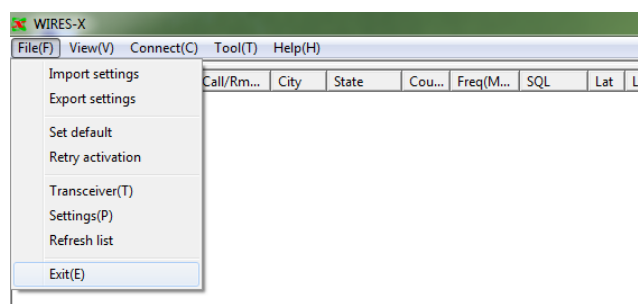 WIRES-X
File(F) View(V) Connect(C) Tool(T) Help(H)
Call/Rm... City State Cou... Freq(M... SQL Lat L
Import settings
Export settings
Set default
Retry activation
Transceiver(T)
Settings(P)
Refresh list
Exit(E)